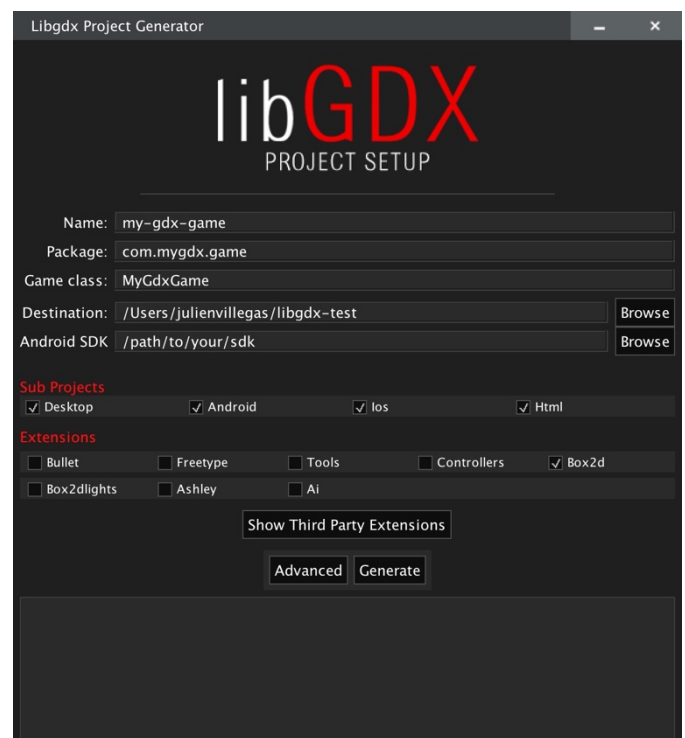 Libgdx Project Generator
libGDX
PROJECT SETUP
Name: my-gdx-game
Package: com.mygdx.game
Game class: MyGdxGame
Destination: /Users/julienvillegas/libgdx-test Browse
Android SDK /path/to/your/sdk Browse
Sub Projects
Desktop Android Ios Html
Extensions
Bullet Freetype Tools Controllers Box2d
Box2dlights Ashley Ai
Show Third Party Extensions
Advanced Generate